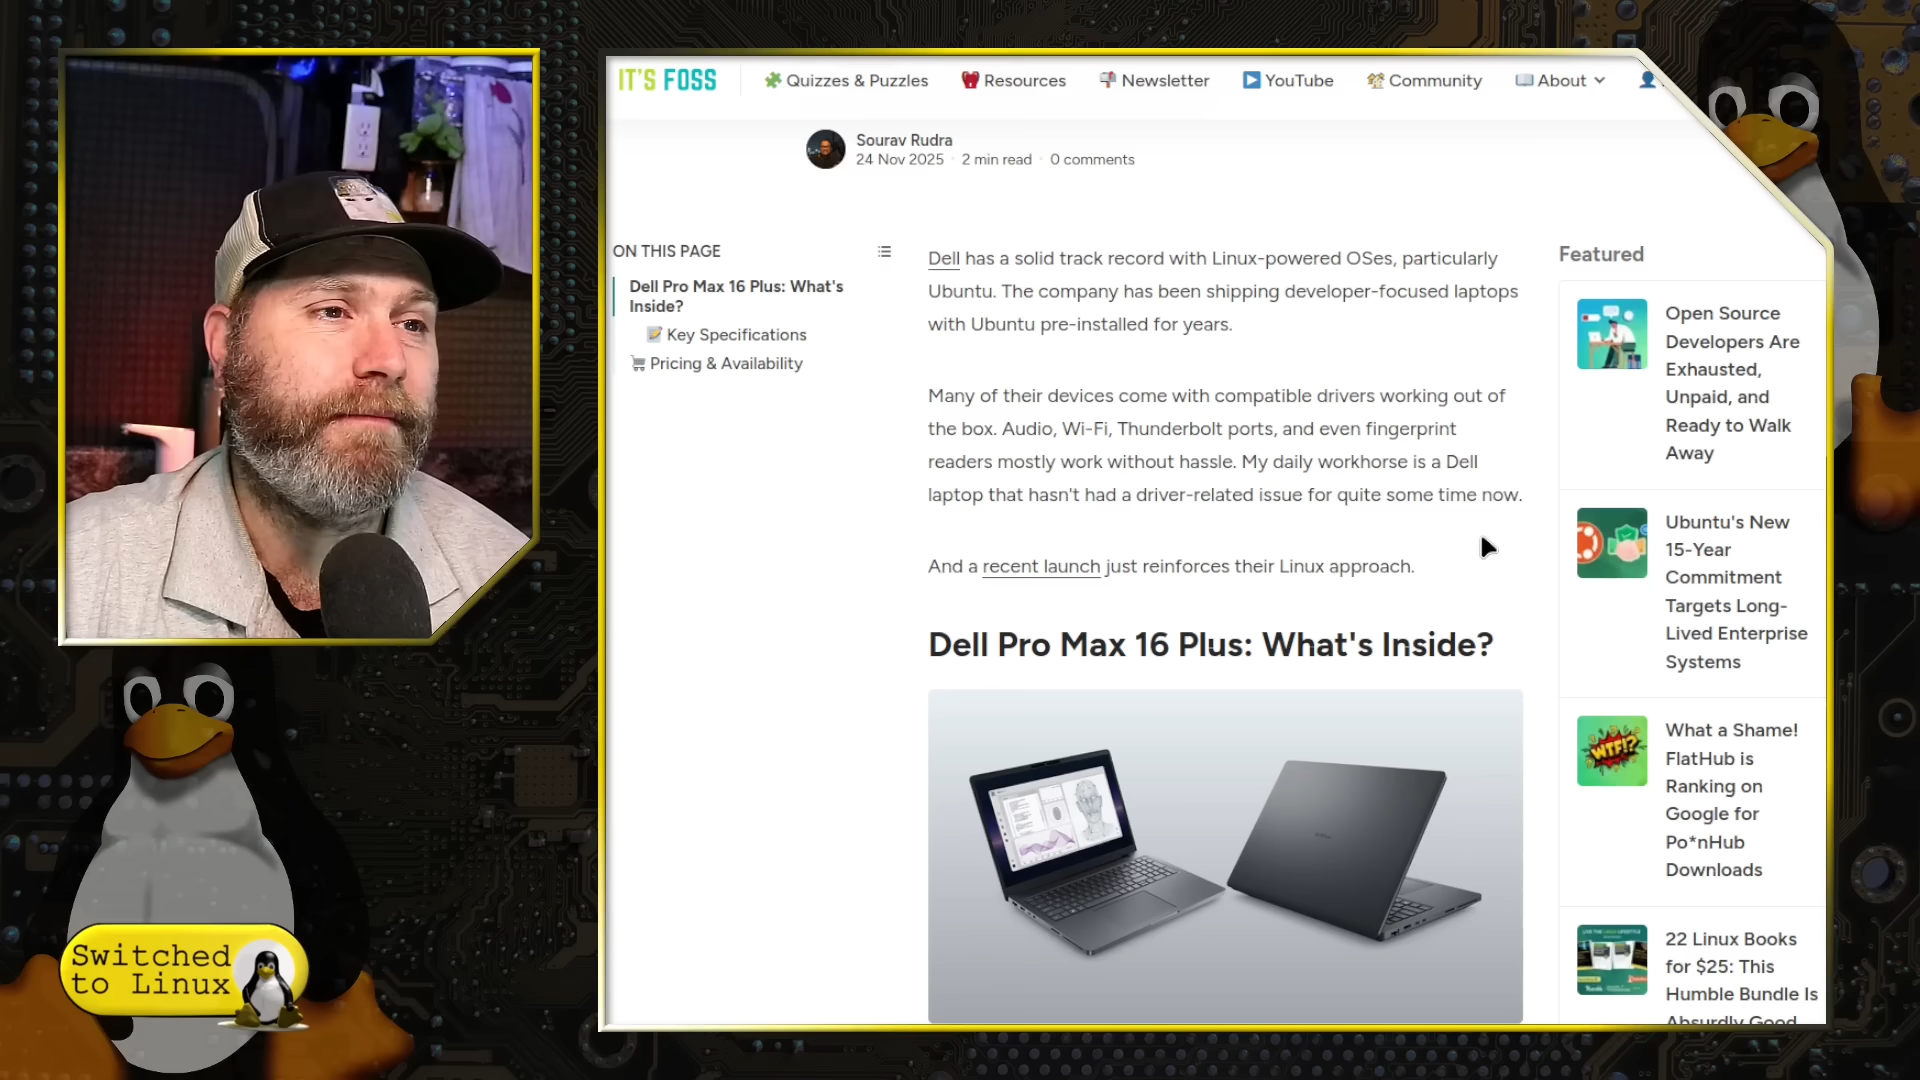 IT'S FOSS
Quizzes & Puzzles
Resources
Newsletter
YouTube
Community
About
Sourav Rudra
24 Nov 2025 · 2 min read · 0 comments
ON THIS PAGE
Dell Pro Max 16 Plus: What's
Inside?
Key Specifications
Pricing & Availability
Dell has a solid track record with Linux-powered OSes, particularly
Ubuntu. The company has been shipping developer-focused laptops
with Ubuntu pre-installed for years.
Many of their devices come with compatible drivers working out of
the box. Audio, Wi-Fi, Thunderbolt ports, and even fingerprint
readers mostly work without hassle. My daily workhorse is a Dell
laptop that hasn't had a driver-related issue for quite some time now.
And a recent launch just reinforces their Linux approach.
Dell Pro Max 16 Plus: What's Inside?
Featured
Open Source
Developers Are
Exhausted,
Unpaid, and
Ready to Walk
Away
Ubuntu's New
15-Year
Commitment
Targets Long-
Lived Enterprise
Systems
WTF!?
What a Shame!
FlatHub is
Ranking on
Google for
Po*nHub
Downloads
22 Linux Books
for $25: This
Humble Bundle Is
Absurdly Good
Switched
to Linux